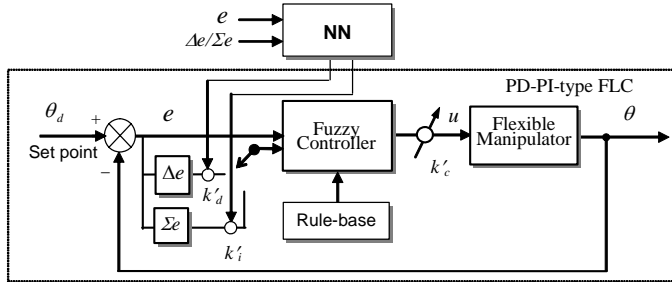 e
Δe/Σe
NN
PD-PI-type FLC
θd
+
Set point
−
e
Δe
k′d
Σe
k′i
Fuzzy
Controller
Rule-base
u
k′c
Flexible
Manipulator
θ